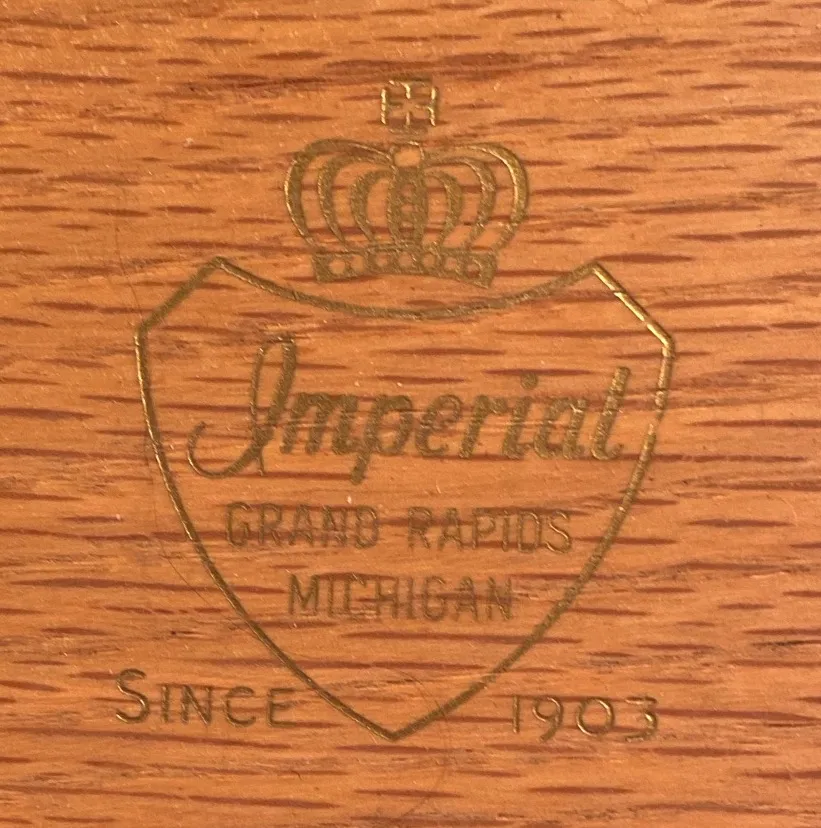 Imperial
GRAND RAPIDS
MICHIGAN
SINCE 1903